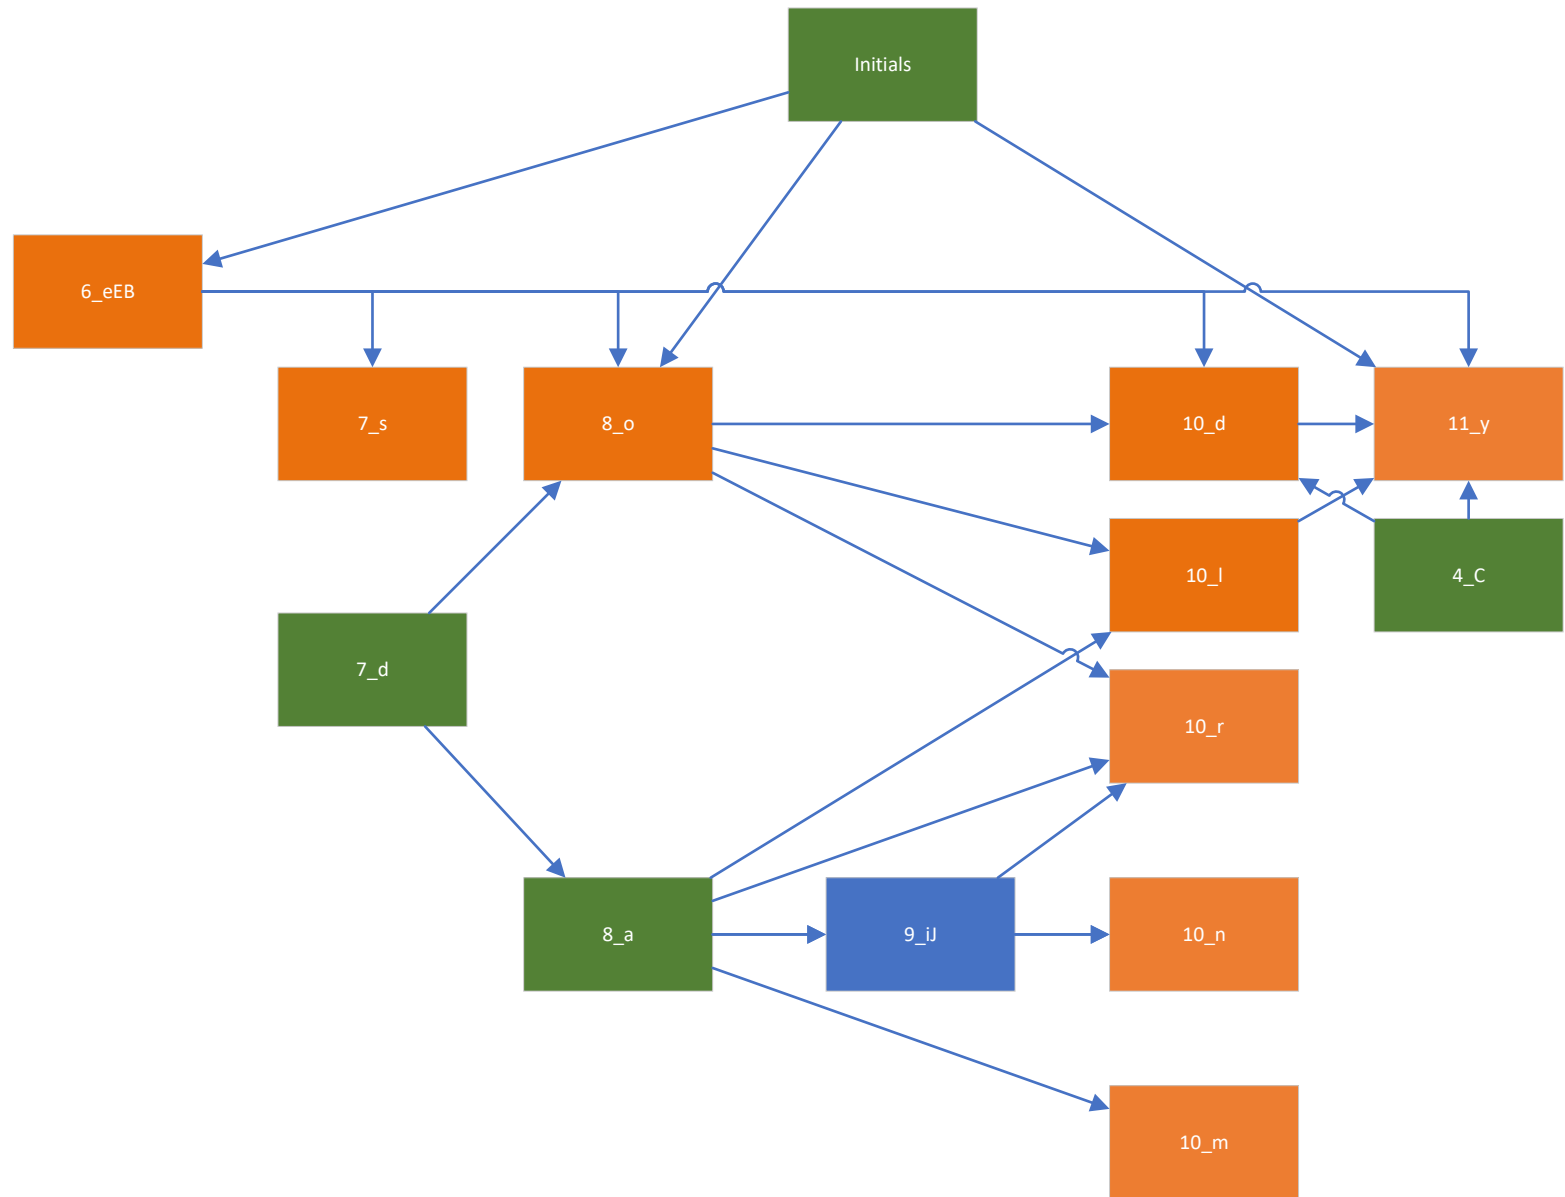 Initials
6_eEB
7_s
8_o
10_d
11_y
10_l
4_C
7_d
10_r
8_a
9_iJ
10_n
10_m